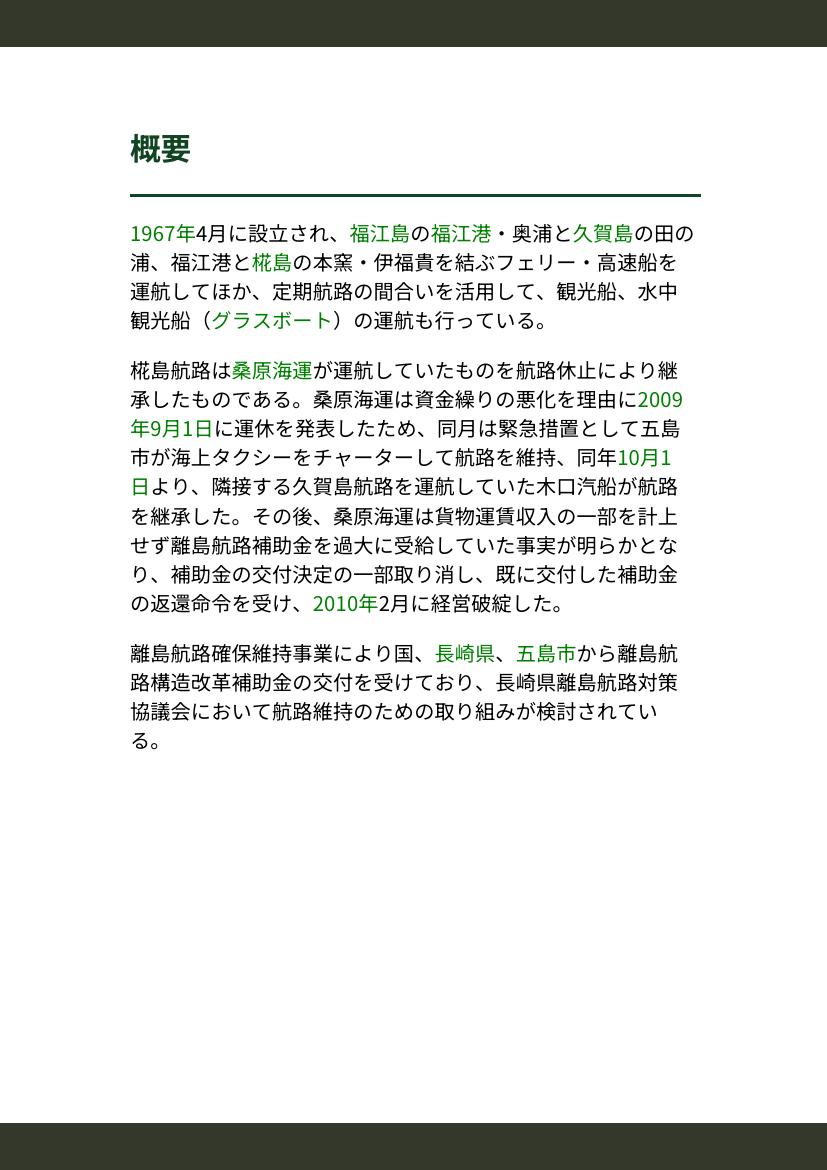 概要
1967年4月に設立され、福江島の福江港・奥浦と久賀島の田の
浦、福江港と椛島の本窯・伊福貴を結ぶフェリー・高速船を
運航してほか、定期航路の間合いを活用して、観光船、水中
観光船（グラスボート）の運航も行っている。
椛島航路は桑原海運が運航していたものを航路休止により継
承したものである。桑原海運は資金繰りの悪化を理由に2009
年9月1日に運休を発表したため、同月は緊急措置として五島
市が海上タクシーをチャーターして航路を維持、同年10月1
日より、隣接する久賀島航路を運航していた木口汽船が航路
を継承した。その後、桑原海運は貨物運賃収入の一部を計上
せず離島航路補助金を過大に受給していた事実が明らかとな
り、補助金の交付決定の一部取り消し、既に交付した補助金
の返還命令を受け、2010年2月に経営破綻した。
離島航路確保維持事業により国、長崎県、五島市から離島航
路構造改革補助金の交付を受けており、長崎県離島航路対策
協議会において航路維持のための取り組みが検討されてい
る。